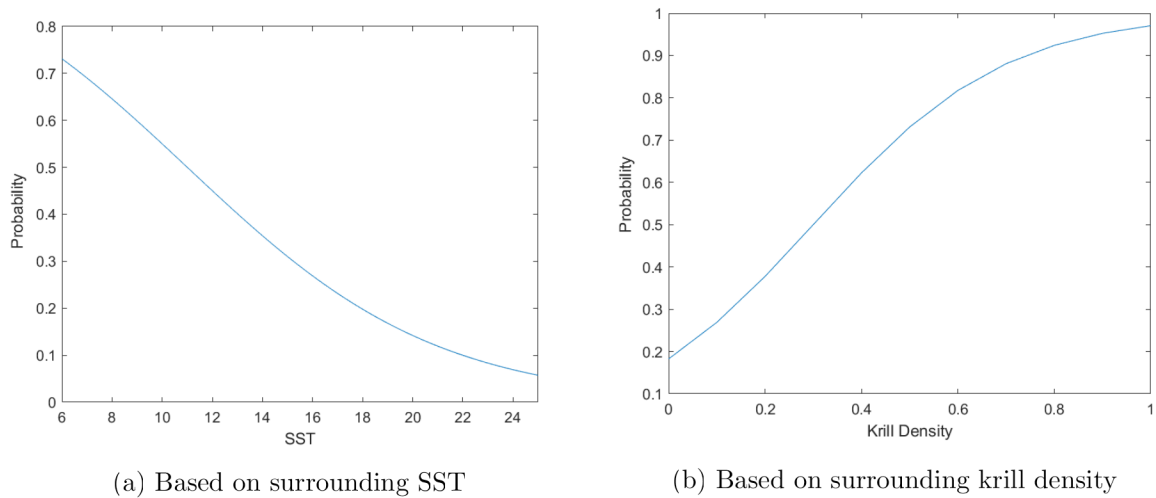 0.8
0.7
0.6
0.5
0.4
0.3
0.2
0.1
0
Probability
6 8 10 12 14 16 18 20 22 24
SST
(a) Based on surrounding SST
1
0.9
0.8
0.7
0.6
0.5
0.4
0.3
0.2
0.1
Probability
0 0.2 0.4 0.6 0.8 1
Krill Density
(b) Based on surrounding krill density